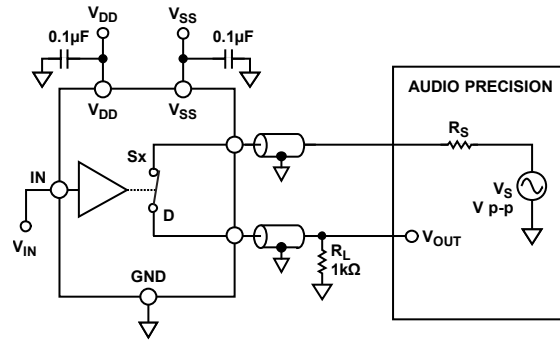 VDD
VSS
0.1µF
0.1µF
VDD
VSS
AUDIO PRECISION
RS
Sx
IN
VS
V p-p
D
VOUT
VIN
RL
1kΩ
GND